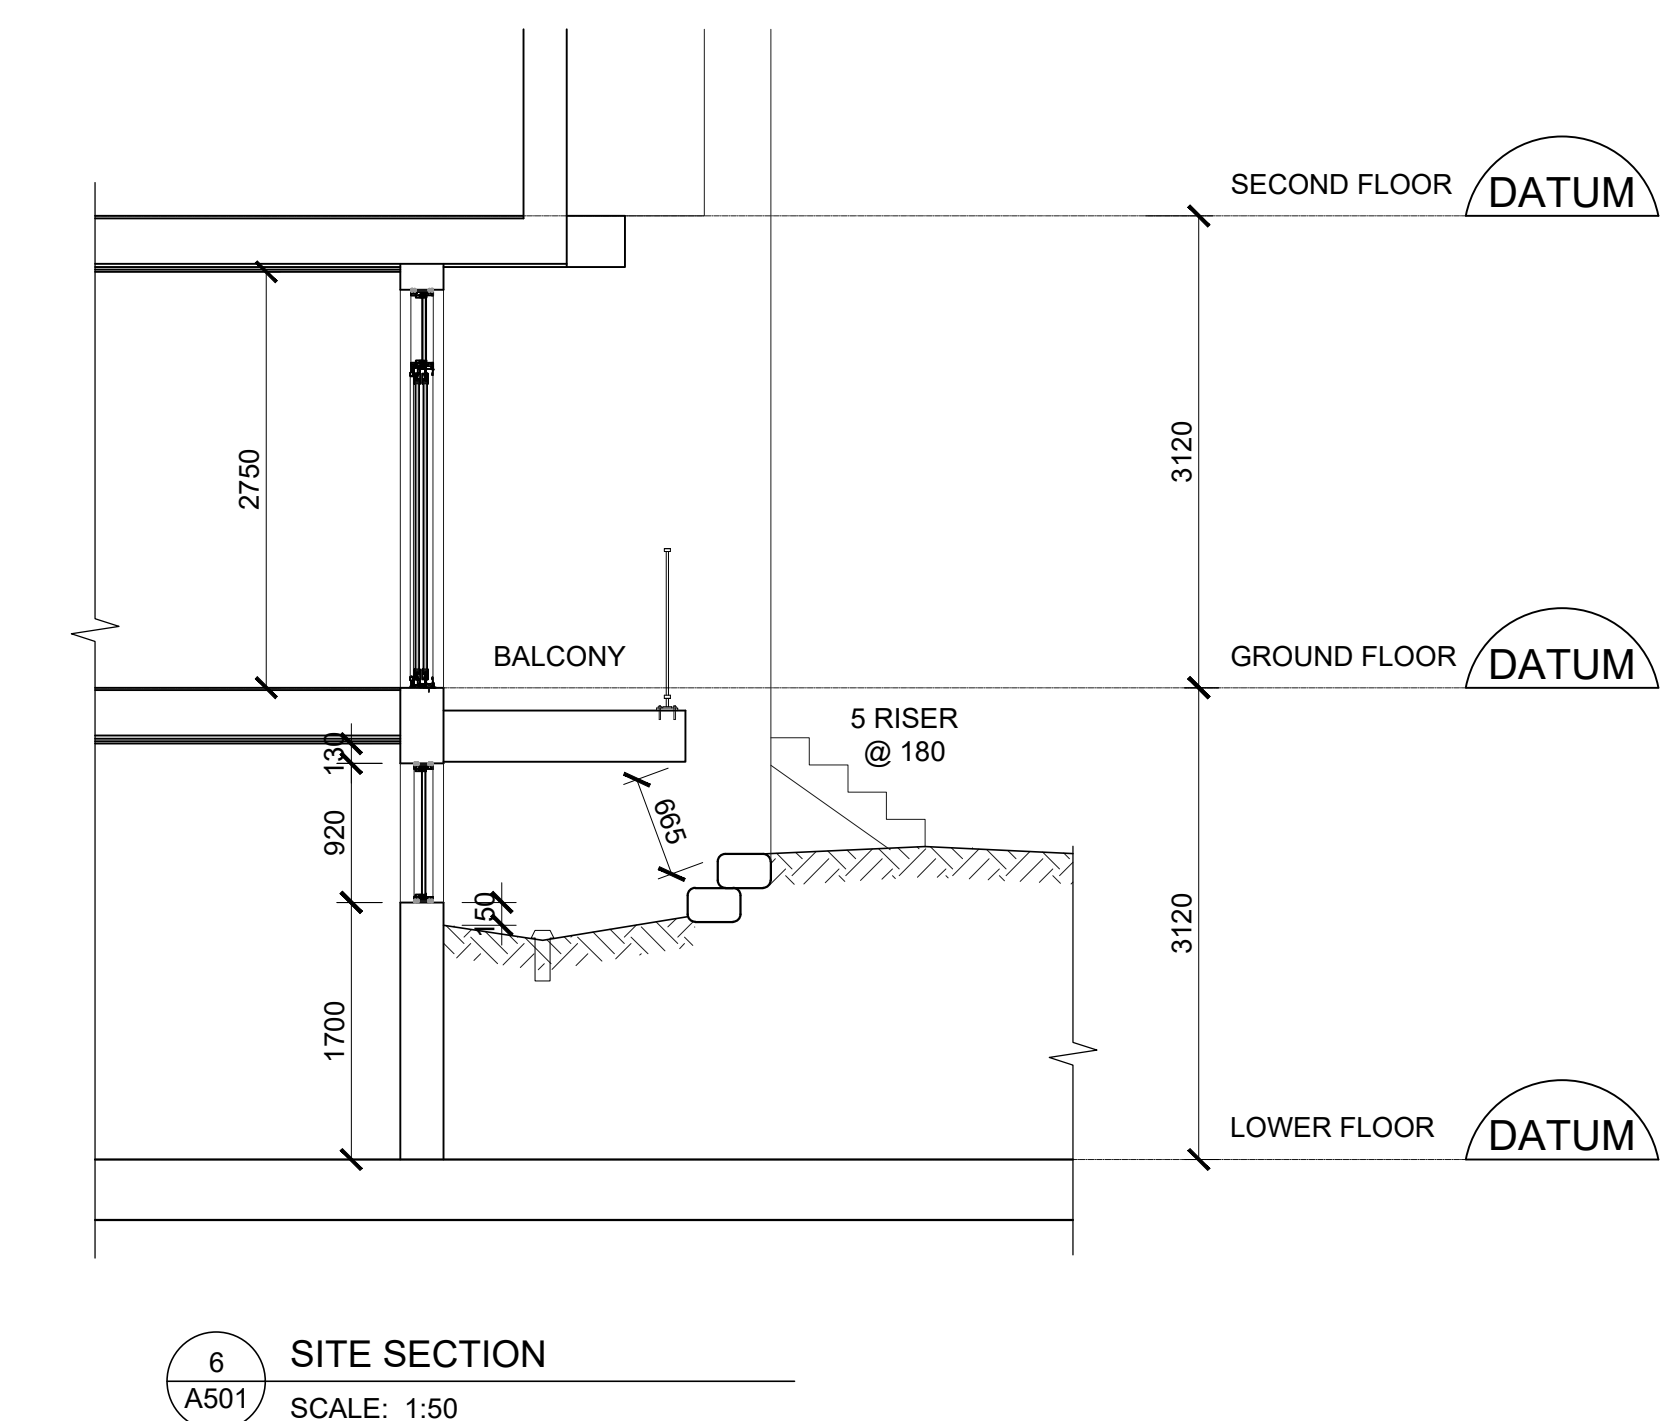 SECOND FLOOR
DATUM
2750
3120
BALCONY
GROUND FLOOR
DATUM
5 RISER
@ 180
130
920
665
150
3120
1700
LOWER FLOOR
DATUM
6
A501
SITE SECTION
SCALE: 1:50